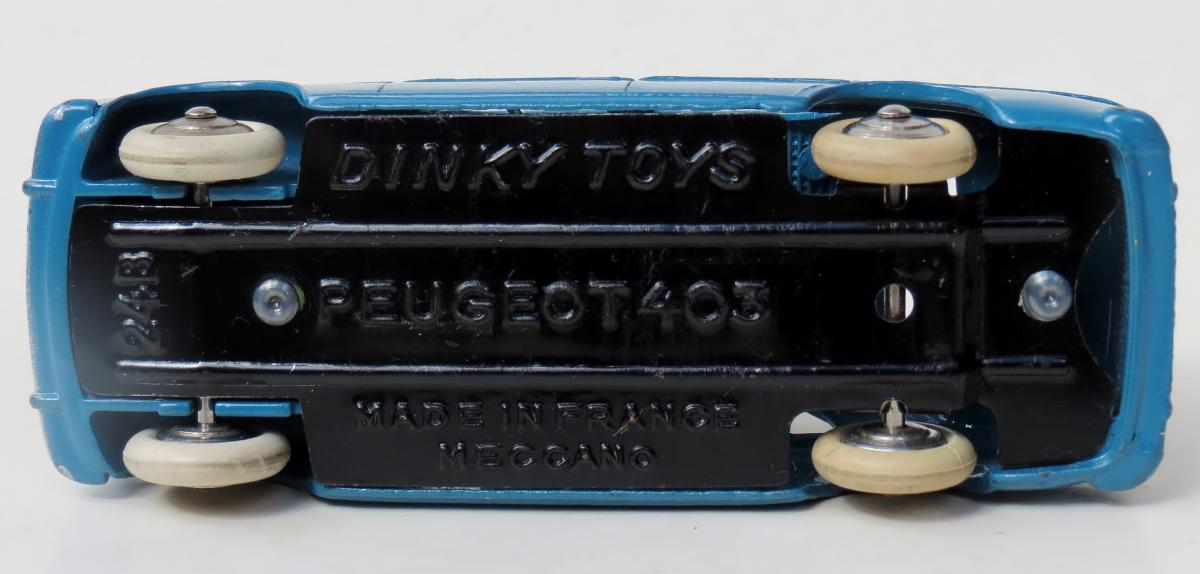 DINKY TOYS
24B
PEUGEOT 403
MADE IN FRANCE
MECCANO